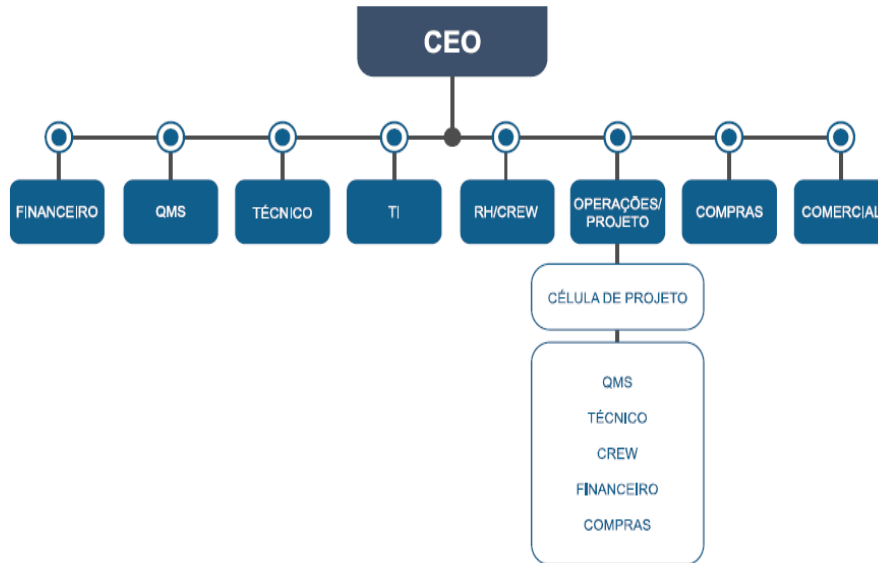 CEO
FINANCEIRO
QMS
TÉCNICO
TI
RH/CREW
OPERAÇÕES/
PROJETO
COMPRAS
COMERCIAL
CÉLULA DE PROJETO
QMS
TÉCNICO
CREW
FINANCEIRO
COMPRAS